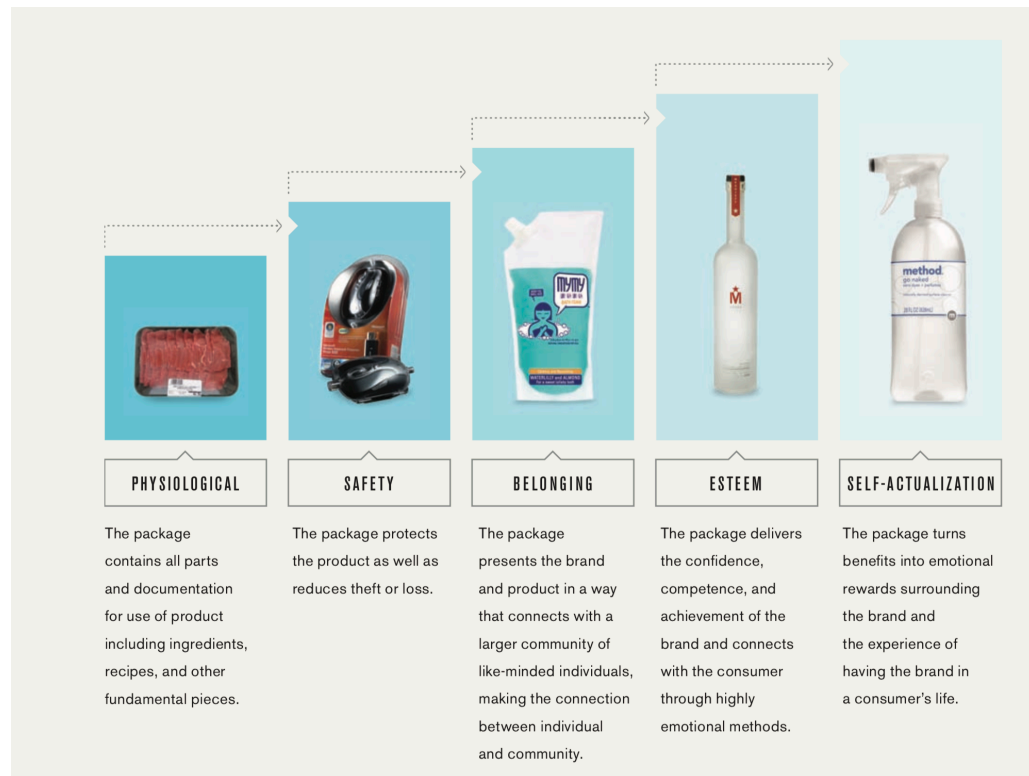 PHYSIOLOGICAL
The package
contains all parts
and documentation
for use of product
including ingredients,
recipes, and other
fundamental pieces.
SAFETY
The package protects
the product as well as
reduces theft or loss.
mymy
BELONGING
The package
presents the brand
and product in a way
that connects with a
larger community of
like-minded individuals,
making the connection
between individual
and community.
M
ESTEEM
The package delivers
the confidence,
competence, and
achievement of the
brand and connects
with the consumer
through highly
emotional methods.
method.
go naked
SELF-ACTUALIZATION
The package turns
benefits into emotional
rewards surrounding
the brand and
the experience of
having the brand in
a consumer's life.